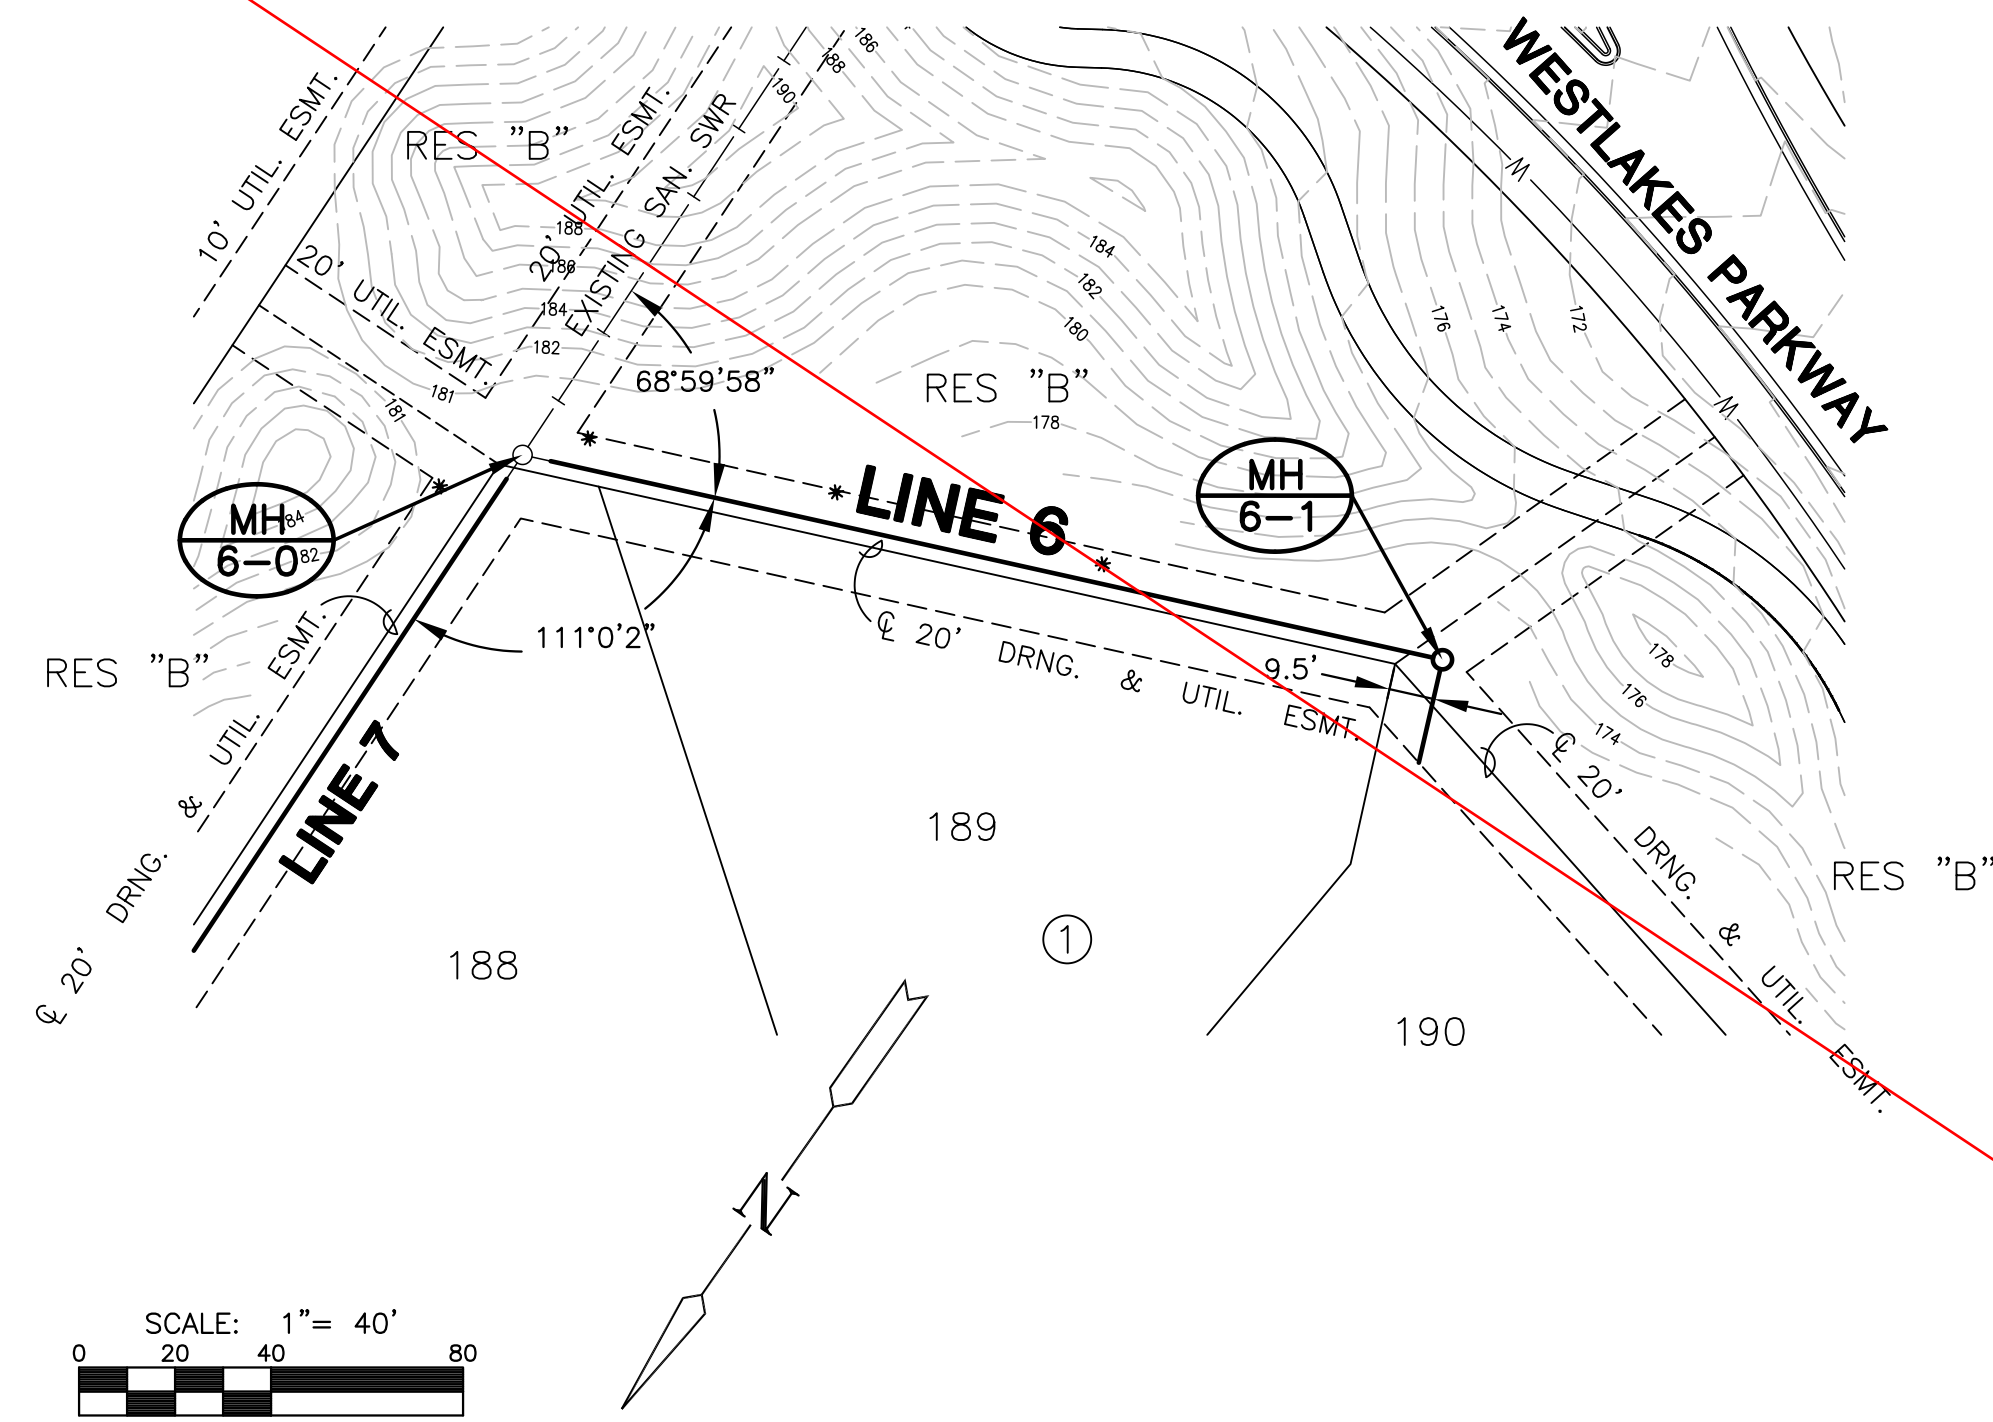 WESTLAKES PARKWAY
186
188
190
10' UTIL. ESMT.
RES "B"
20' UTIL. ESMT.
EXISTING SAN. SWR
W
W
188
186
184
182
20' UTIL. ESMT.
181
181
184
182
180
178
176
174
172
68°59'58"
RES "B"
MH
6-0
84
82
LINE 6
MH
6-1
111°0'2"
℄ 20' DRNG. & UTIL. ESMT.
9.5'
RES "B"
℄ 20' DRNG. & UTIL. ESMT.
LINE 7
178
176
174
℄ 20' DRNG. & UTIL. ESMT.
RES "B"
189
188
1
190
N
SCALE: 1"= 40'
0 20 40 80